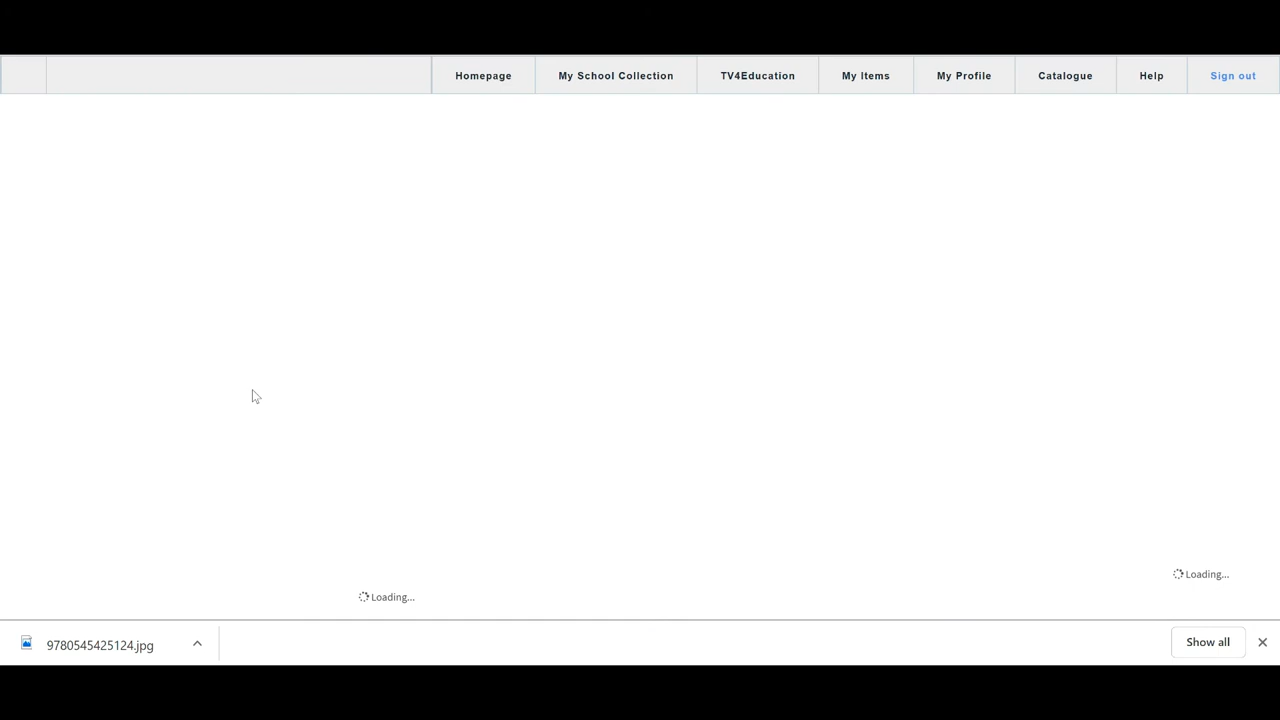 Homepage My School Collection TV4Education My Items My Profile Catalogue Help Sign out
Loading...
Loading...
9780545425124.jpg Show all